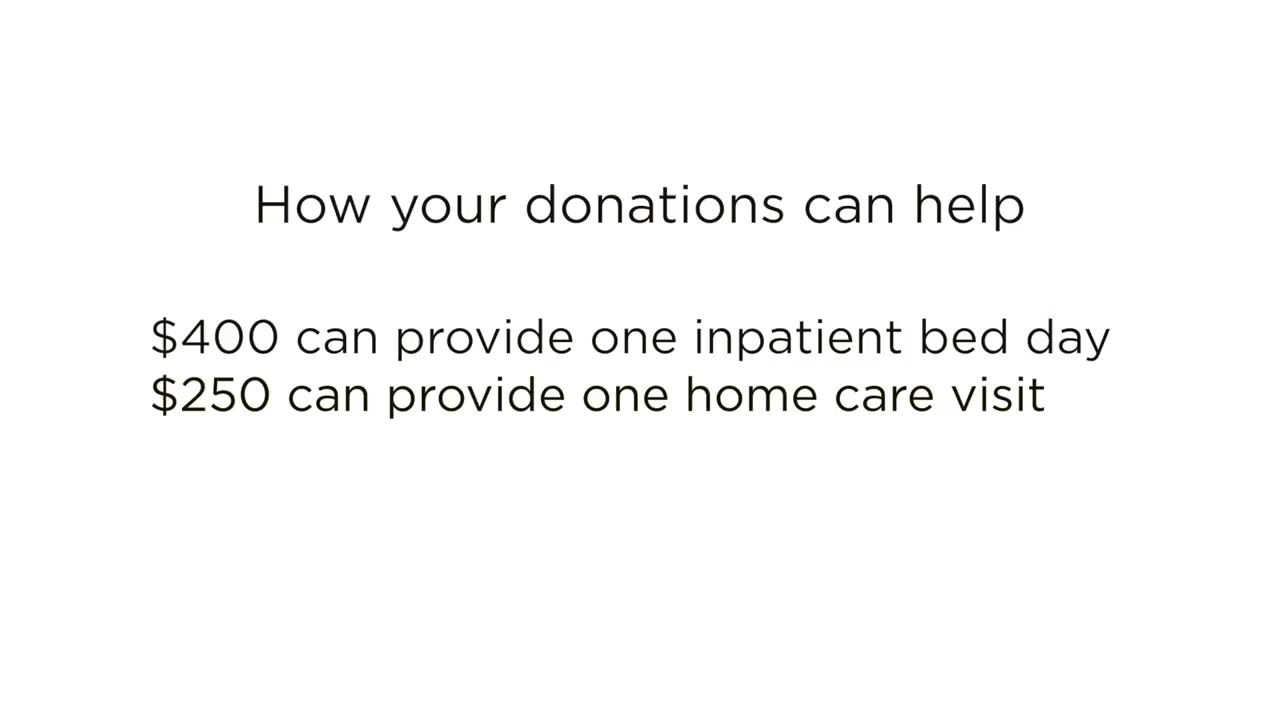 How your donations can help
$400 can provide one inpatient bed day
$250 can provide one home care visit